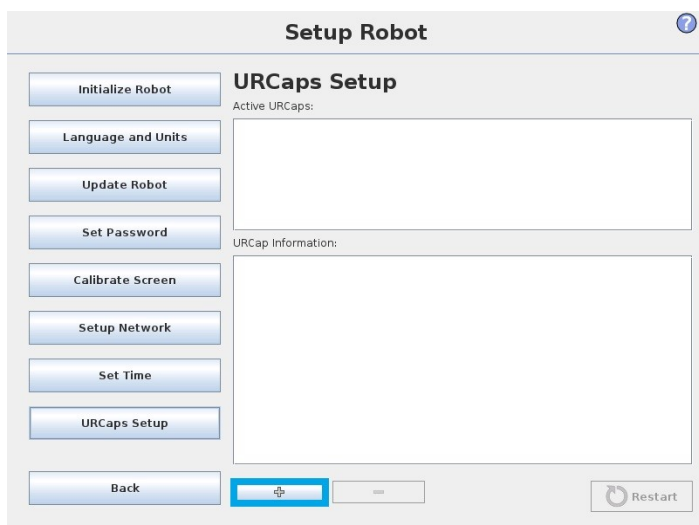 Setup Robot
?
Initialize Robot
Language and Units
Update Robot
Set Password
Calibrate Screen
Setup Network
Set Time
URCaps Setup
Back
URCaps Setup
Active URCaps:
URCap Information:
Restart